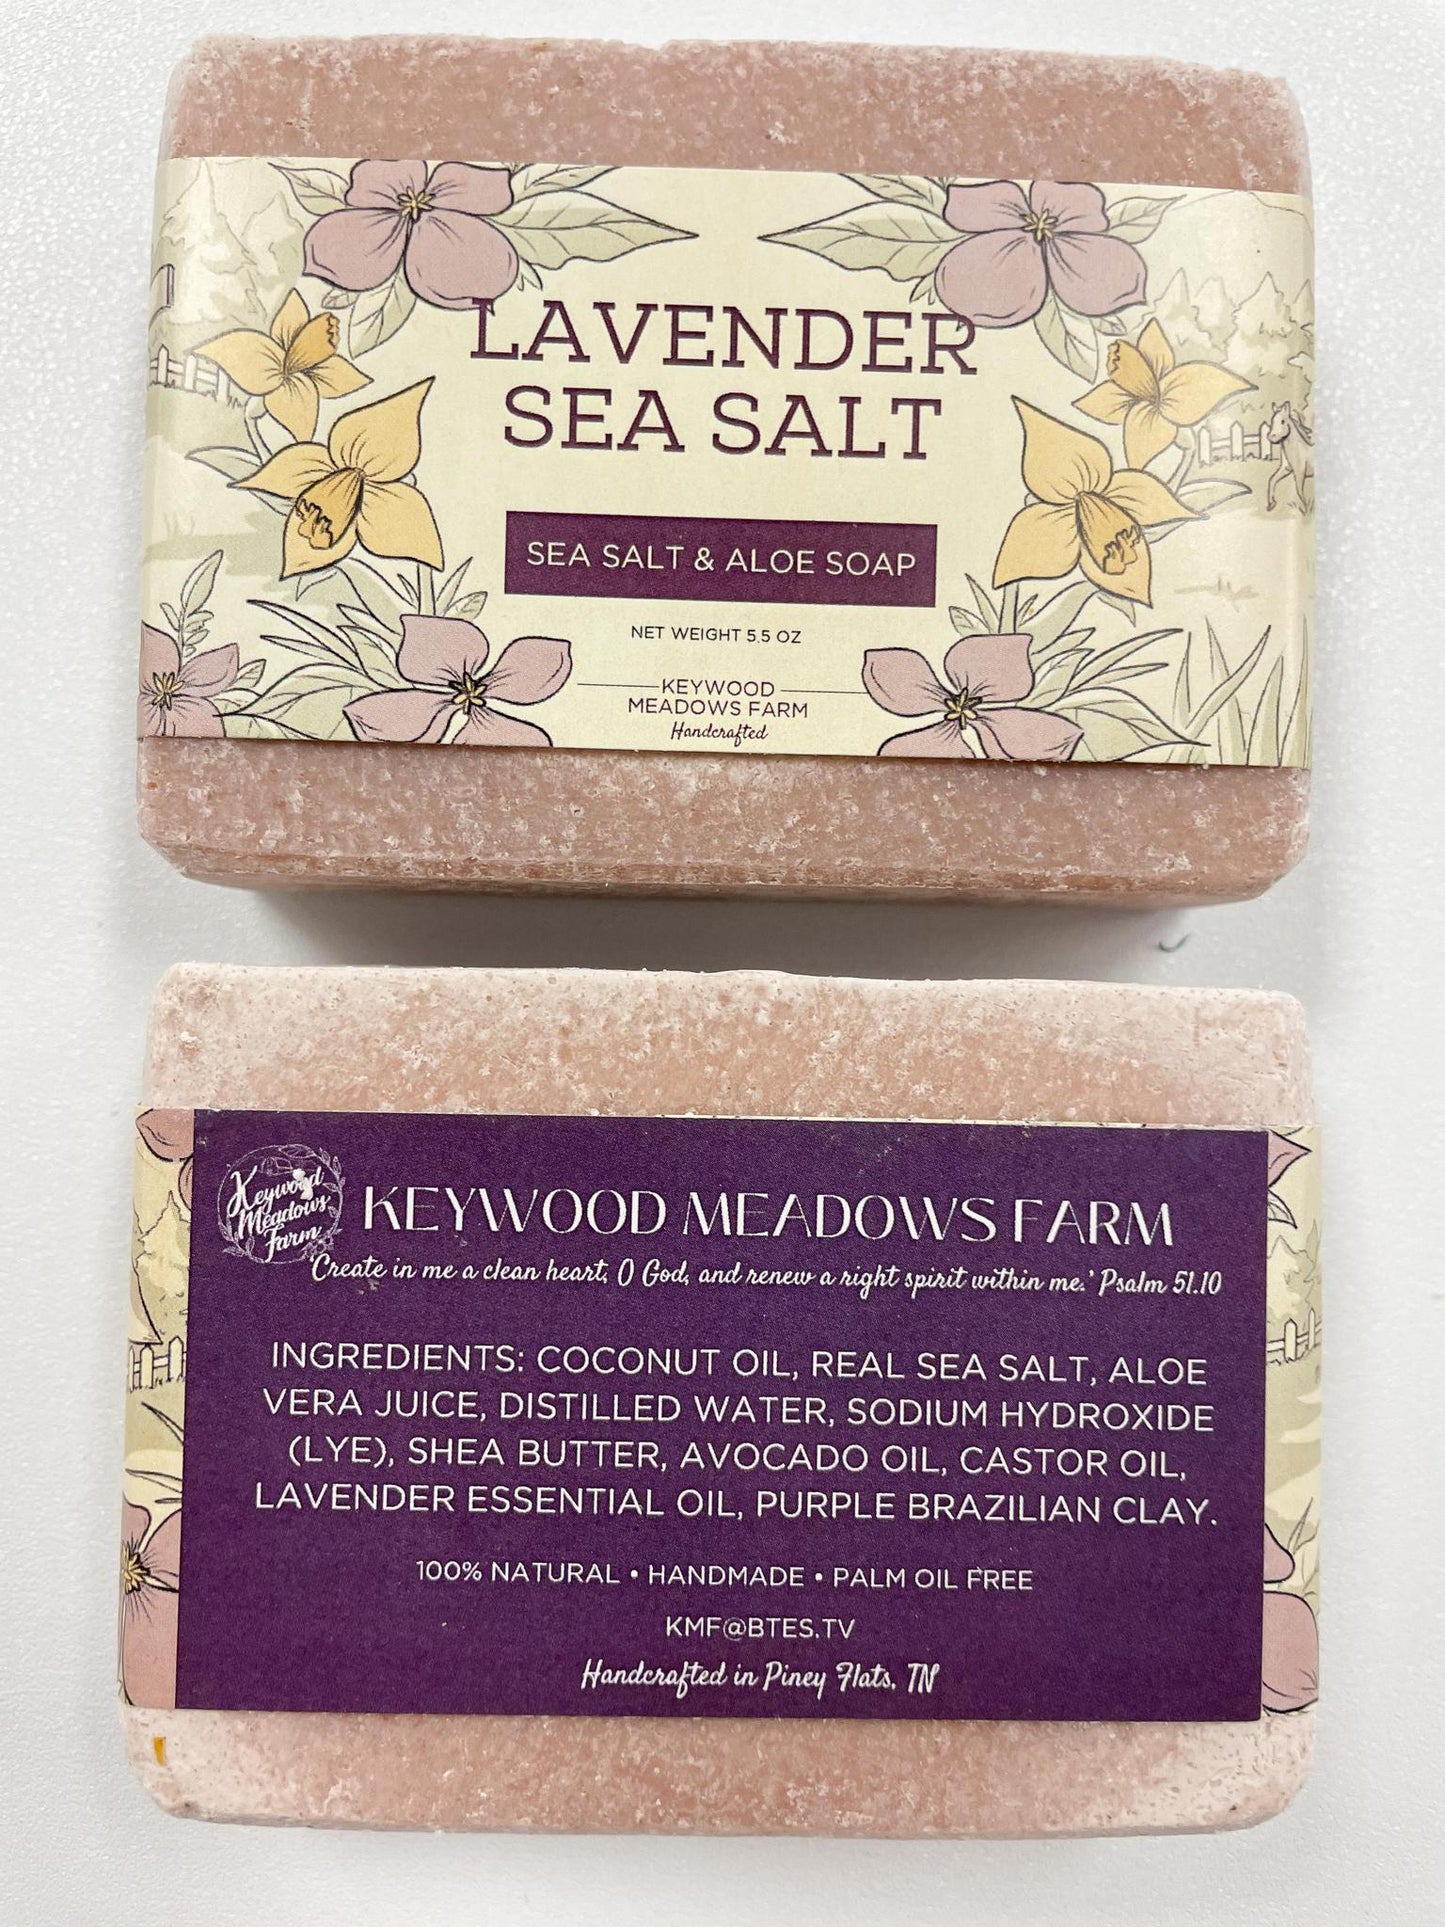 LAVENDER
SEA SALT
SEA SALT & ALOE SOAP
NET WEIGHT 5.5 OZ
KEYWOOD
MEADOWS FARM
Handcrafted
Keywood
Meadows
Farm
KEYWOOD MEADOWS FARM
'Create in me a clean heart, O God, and renew a right spirit within me.' Psalm 51.10
INGREDIENTS: COCONUT OIL, REAL SEA SALT, ALOE
VERA JUICE, DISTILLED WATER, SODIUM HYDROXIDE
(LYE), SHEA BUTTER, AVOCADO OIL, CASTOR OIL,
LAVENDER ESSENTIAL OIL, PURPLE BRAZILIAN CLAY.
100% NATURAL • HANDMADE • PALM OIL FREE
KMF@BTES.TV
Handcrafted in Piney Flats, TN